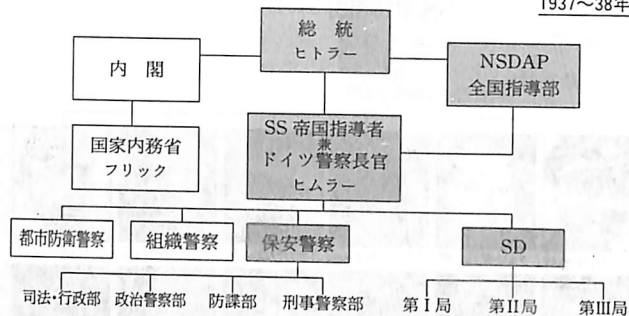 1937〜38年
総統
ヒトラー
内閣
NSDAP
全国指導部
国家内務省
フリック
SS帝国指導者
兼
ドイツ警察長官
ヒムラー
都市防衛警察
組織警察
保安警察
SD
司法・行政部
政治警察部
防諜部
刑事警察部
第Ⅰ局
第Ⅱ局
第Ⅲ局